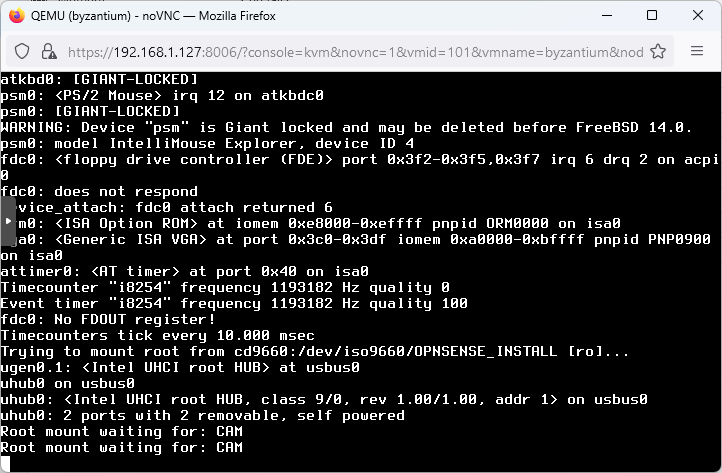 QEMU (byzantium) - noVNC — Mozilla Firefox
https://192.168.1.127:8006/?console=kvm&novnc=1&vmid=101&vmname=byzantium&nod
atkbd0: [GIANT-LOCKED]
psm0: <PS/2 Mouse> irq 12 on atkbdc0
psm0: [GIANT-LOCKED]
WARNING: Device "psm" is Giant locked and may be deleted before FreeBSD 14.0.
psm0: model IntelliMouse Explorer, device ID 4
fdc0: <floppy drive controller (FDE)> port 0x3f2-0x3f5,0x3f7 irq 6 drq 2 on acpi
0
fdc0: does not respond
evice_attach: fdc0 attach returned 6
rm0: <ISA Option ROM> at iomem 0xe8000-0xeffff pnpid ORM0000 on isa0
ga0: <Generic ISA VGA> at port 0x3c0-0x3df iomem 0xa0000-0xbffff pnpid PNP0900
on isa0
attimer0: <AT timer> at port 0x40 on isa0
Timecounter "i8254" frequency 1193182 Hz quality 0
Event timer "i8254" frequency 1193182 Hz quality 100
fdc0: No FDOUT register!
Timecounters tick every 10.000 msec
Trying to mount root from cd9660:/dev/iso9660/OPNSENSE_INSTALL [ro]...
ugen0.1: <Intel UHCI root HUB> at usbus0
uhub0 on usbus0
uhub0: <Intel UHCI root HUB, class 9/0, rev 1.00/1.00, addr 1> on usbus0
uhub0: 2 ports with 2 removable, self powered
Root mount waiting for: CAM
Root mount waiting for: CAM